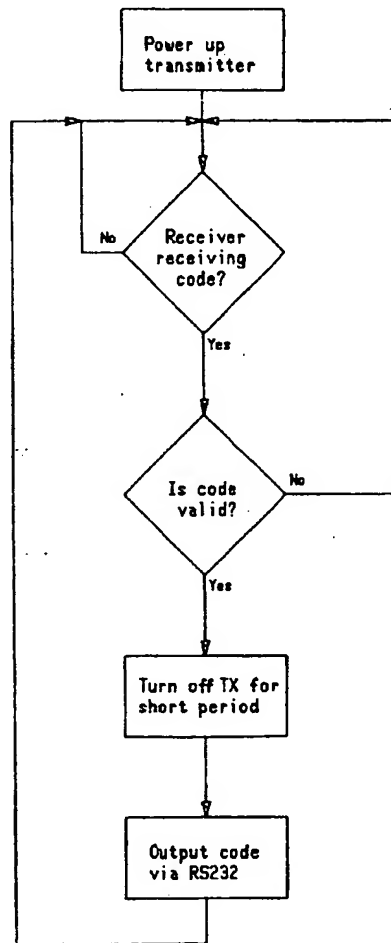 Power up
transmitter
No
Receiver
receiving
code?
Yes
Is code
valid?
No
Yes
Turn off TX for
short period
Output code
via RS232